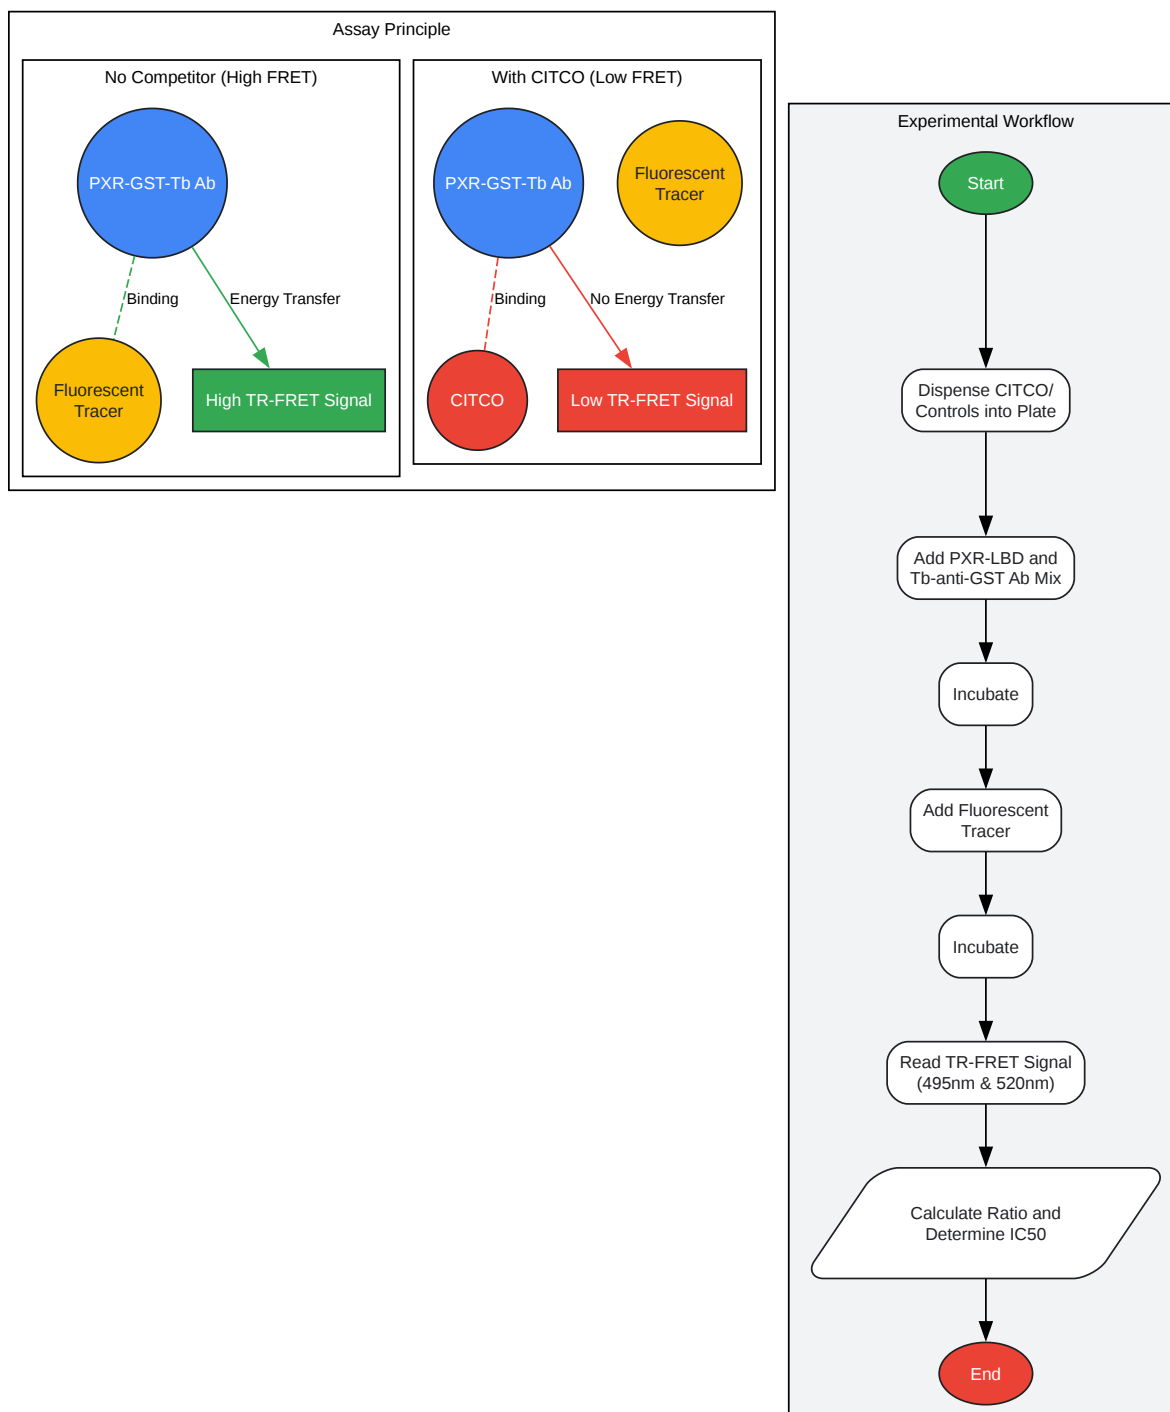 Assay Principle
No Competitor (High FRET)
PXR-GST-Tb Ab
Binding
Energy Transfer
Fluorescent
Tracer
High TR-FRET Signal
With CITCO (Low FRET)
PXR-GST-Tb Ab
Fluorescent
Tracer
Binding
No Energy Transfer
CITCO
Low TR-FRET Signal
Experimental Workflow
Start
Dispense CITCO/
Controls into Plate
Add PXR-LBD and
Tb-anti-GST Ab Mix
Incubate
Add Fluorescent
Tracer
Incubate
Read TR-FRET Signal
(495nm & 520nm)
Calculate Ratio and
Determine IC50
End